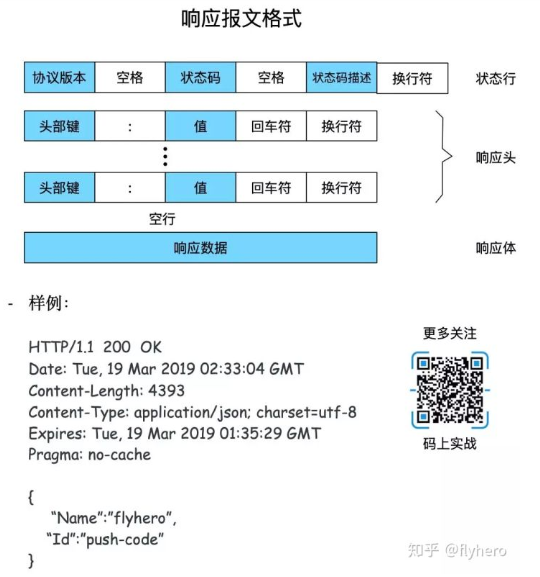 响应报文格式
协议版本 空格 状态码 空格 状态码描述 换行符 状态行
头部键 : 值 回车符 换行符
响应头
头部键 : 值 回车符 换行符
空行
响应数据 响应体
- 样例:
更多关注
HTTP/1.1 200 OK
Date: Tue, 19 Mar 2019 02:33:04 GMT
Content-Length: 4393
Content-Type: application/json; charset=utf-8
Expires: Tue, 19 Mar 2019 01:35:29 GMT
Pragma: no-cache
码上实战
{
“Name”:”flyhero”,
“Id”:”push-code”
}
知乎 @flyhero